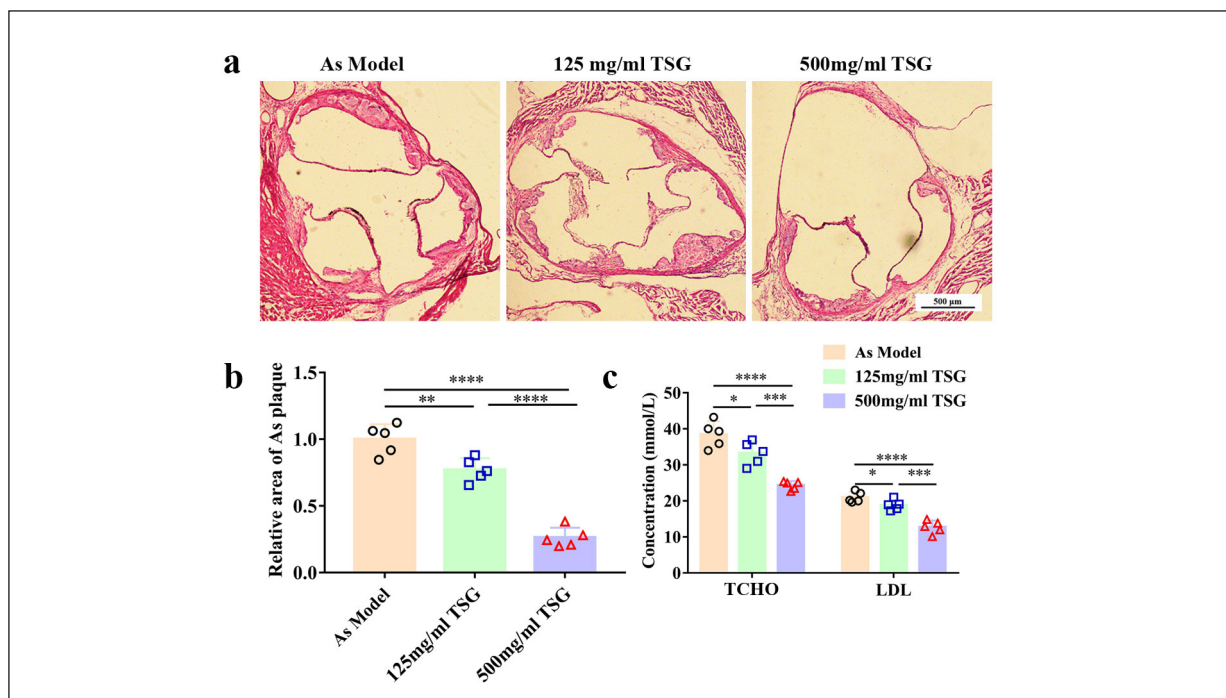 a
As Model
125 mg/ml TSG
500mg/ml TSG
500 μm
b
Relative area of As plaque
1.5
1.0
0.5
0.0
****
**
****
As Model
125mg/ml TSG
500mg/ml TSG
c
As Model
125mg/ml TSG
500mg/ml TSG
Concentration (mmol/L)
50
40
30
20
10
0
****
*
***
****
*
***
TCHO
LDL